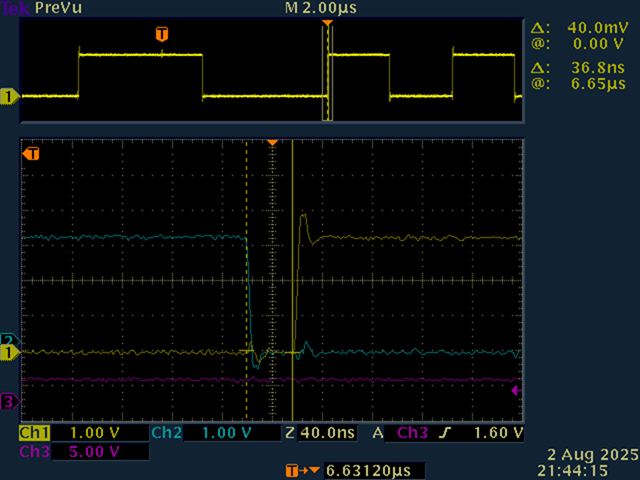 Tek PreVu M 2.00µs
T
Δ: 40.0mV
@: 0.00 V
Δ: 36.8ns
@: 6.65µs
1
T
2
1
3
Ch1 1.00 V Ch2 1.00 V Z 40.0ns A Ch3 ʃ 1.60 V
Ch3 5.00 V
2 Aug 2025
21:44:15
T→▼ 6.63120µs